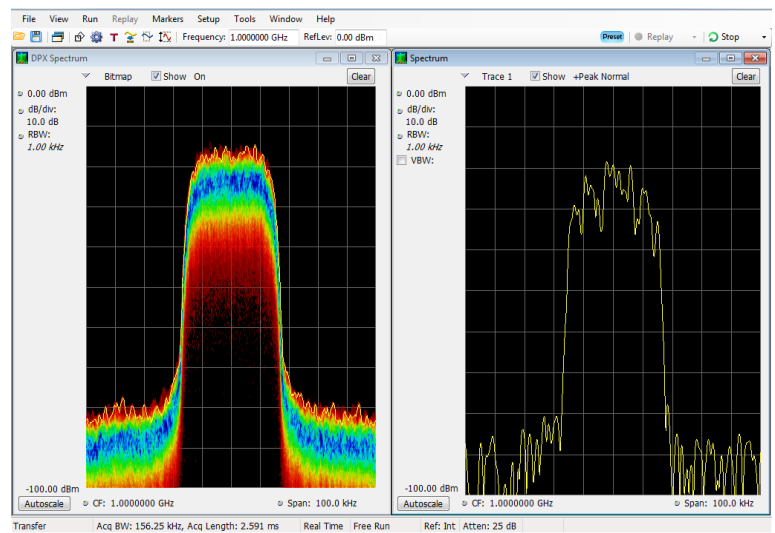 File View Run Replay Markers Setup Tools Window Help
T Frequency: 1.0000000 GHz RefLev: 0.00 dBm Preset Replay Stop
DPX Spectrum
Bitmap Show On Clear
0.00 dBm
dB/div:
10.0 dB
RBW:
1.00 kHz
-100.00 dBm
Autoscale CF: 1.0000000 GHz Span: 100.0 kHz
Spectrum
Trace 1 Show +Peak Normal Clear
0.00 dBm
dB/div:
10.0 dB
RBW:
1.00 kHz
VBW:
-100.00 dBm
Autoscale CF: 1.0000000 GHz Span: 100.0 kHz
Transfer Acq BW: 156.25 kHz, Acq Length: 2.591 ms Real Time Free Run Ref: Int Atten: 25 dB